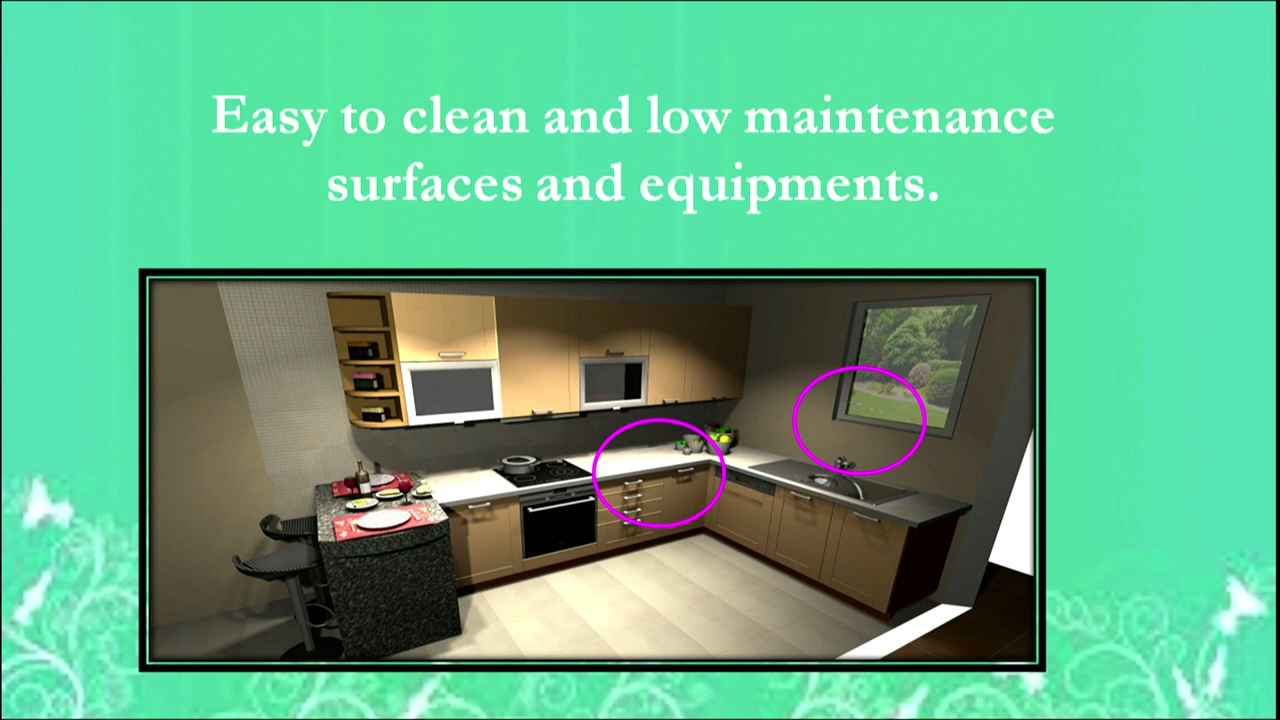 Easy to clean and low maintenance
surfaces and equipments.